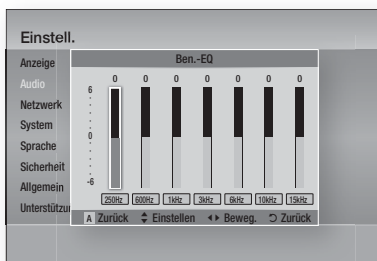 Einstell.
Anzeige
Audio
Netzwerk
System
Sprache
Sicherheit
Allgemein
Unterstützun
Ben.-EQ
0 0 0 0 0 0 0
6
0
-6
250Hz 600Hz 1kHz 3kHz 6kHz 10kHz 15kHz
A Zurück Einstellen Beweg. Zurück